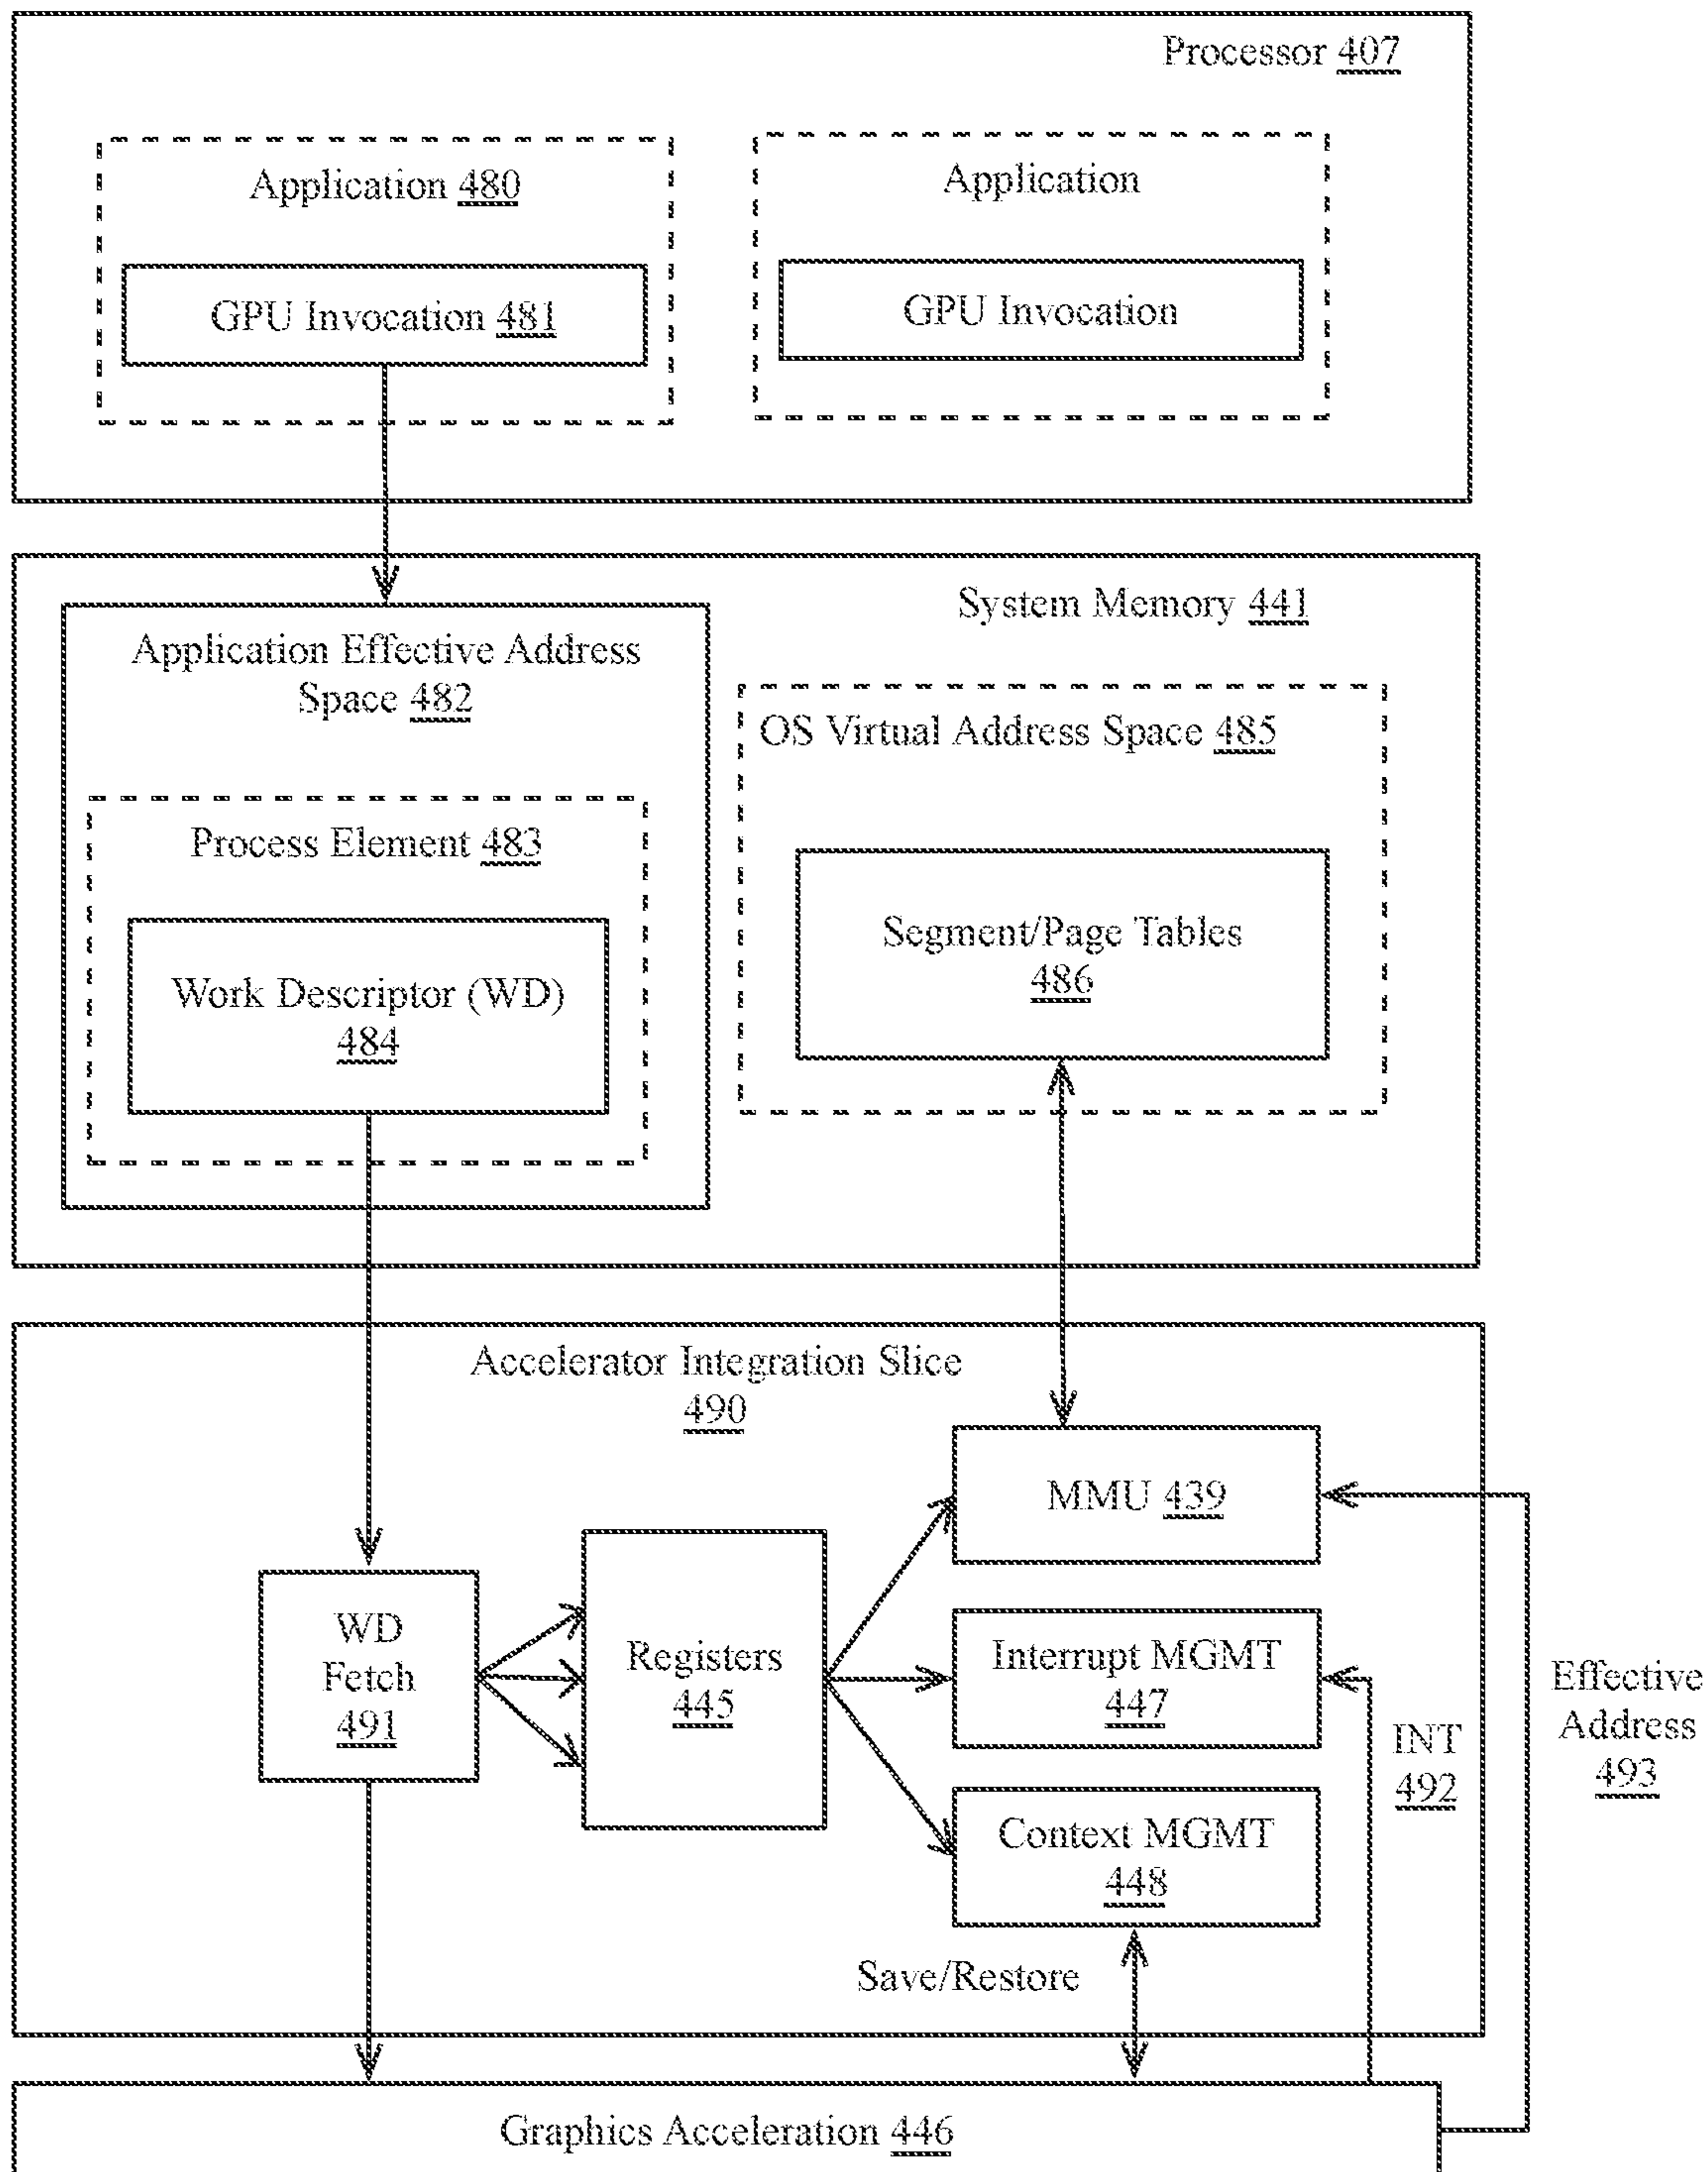 Processor 407
Application 480
Application
GPU Invocation 481
GPU Invocation
System Memory 441
Application Effective Address
Space 482
OS Virtual Address Space 485
Process Element 483
Segment/Page Tables
486
Work Descriptor (WD)
484
Accelerator Integration Slice
490
MMU 439
WD
Fetch
491
Registers
445
Interrupt MGMT
447
Effective
Address
493
INT
492
Context MGMT
448
Save/Restore
Graphics Acceleration 446